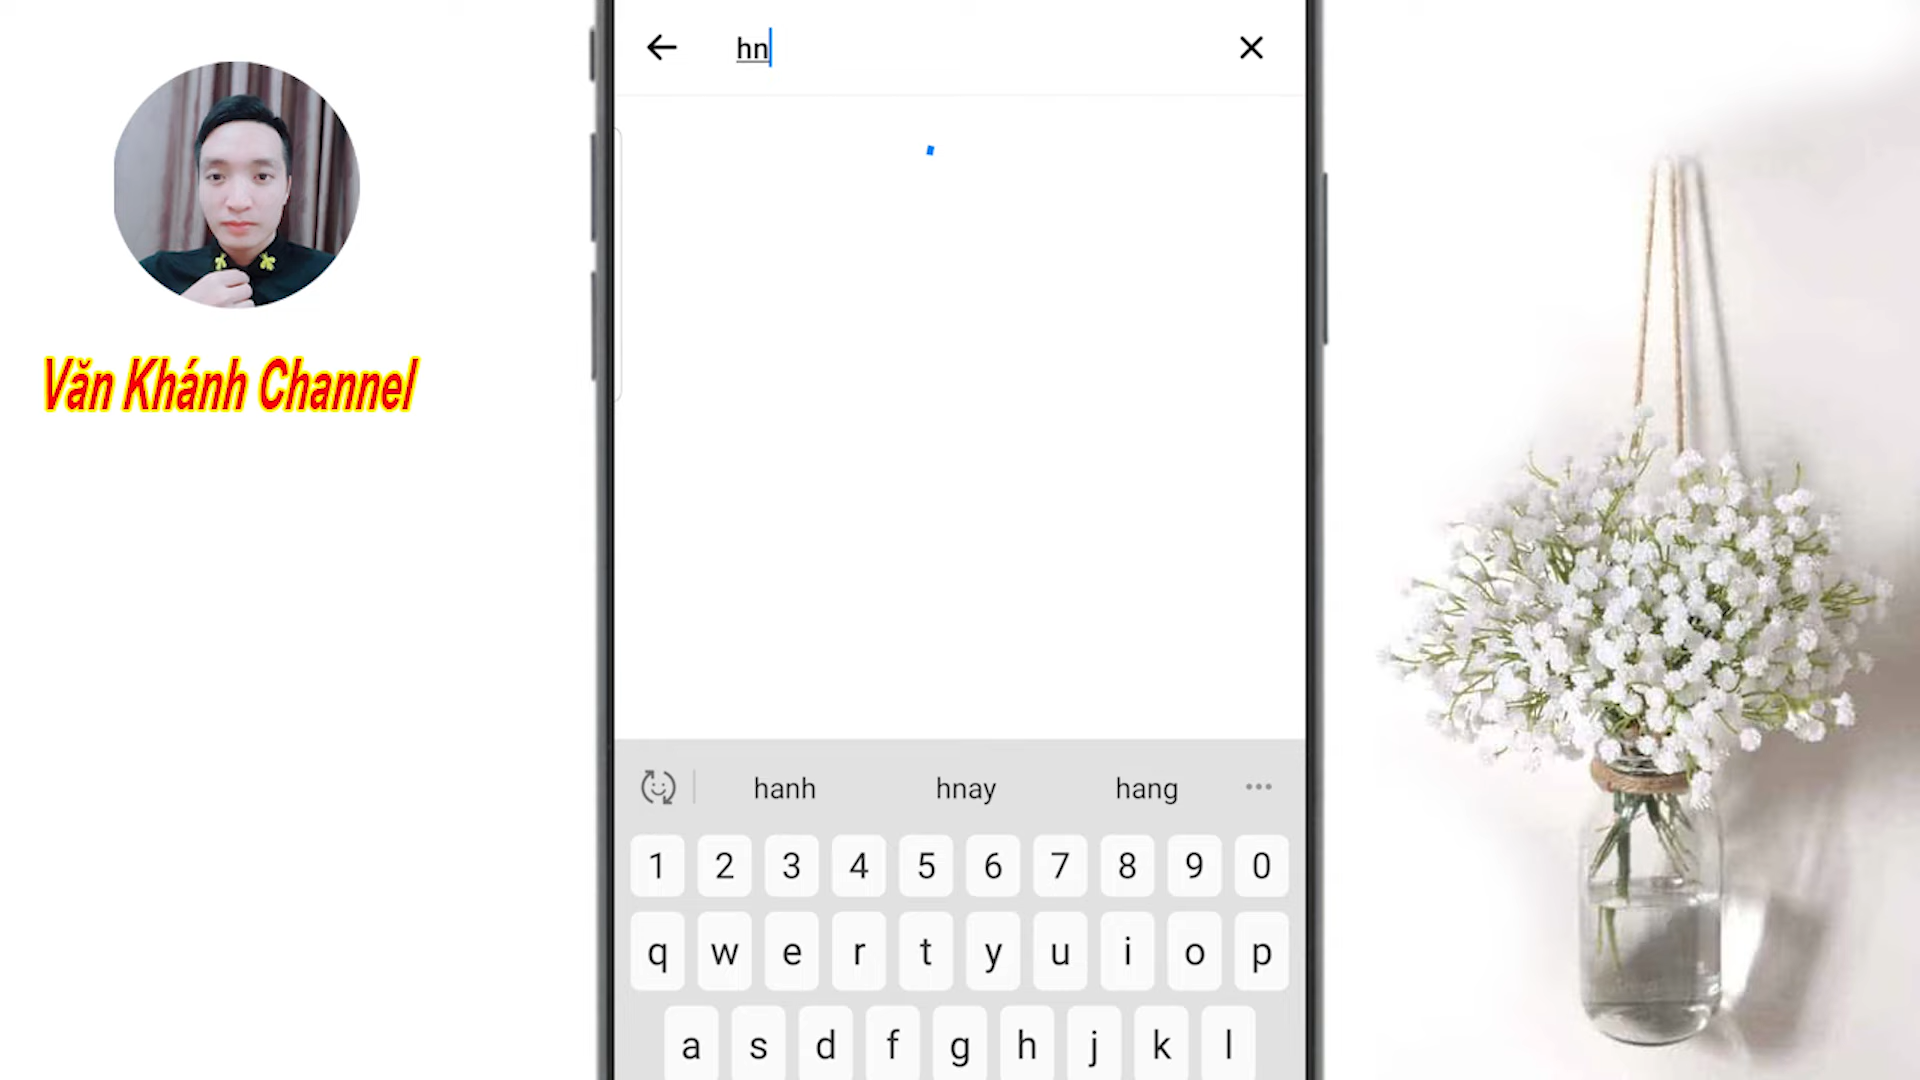 hn
Văn Khánh Channel
hanh hnay hang
1 2 3 4 5 6 7 8 9 0
q w e r t y u i o p
a s d f g h j k l